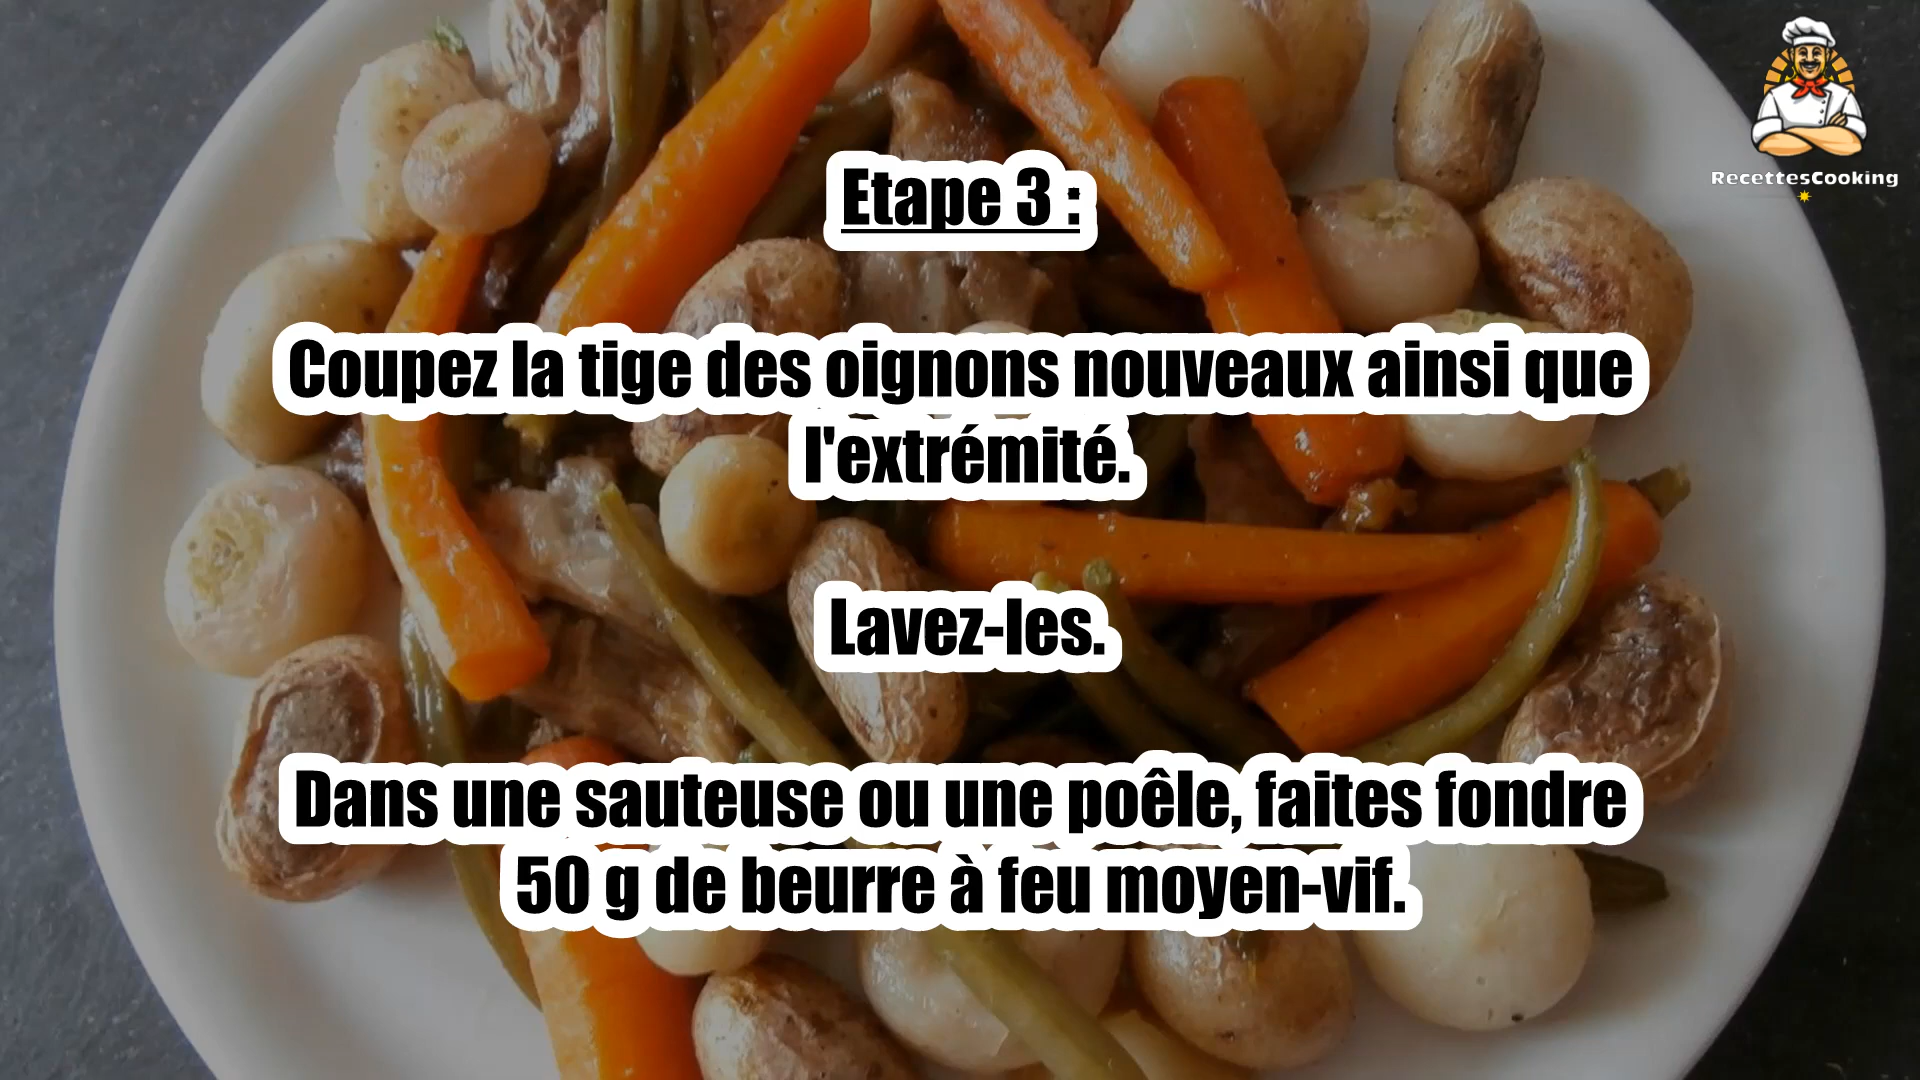 RecettesCooking
Etape 3 :
Coupez la tige des oignons nouveaux ainsi que
l'extrémité.
Lavez-les.
Dans une sauteuse ou une poêle, faites fondre
50 g de beurre à feu moyen-vif.